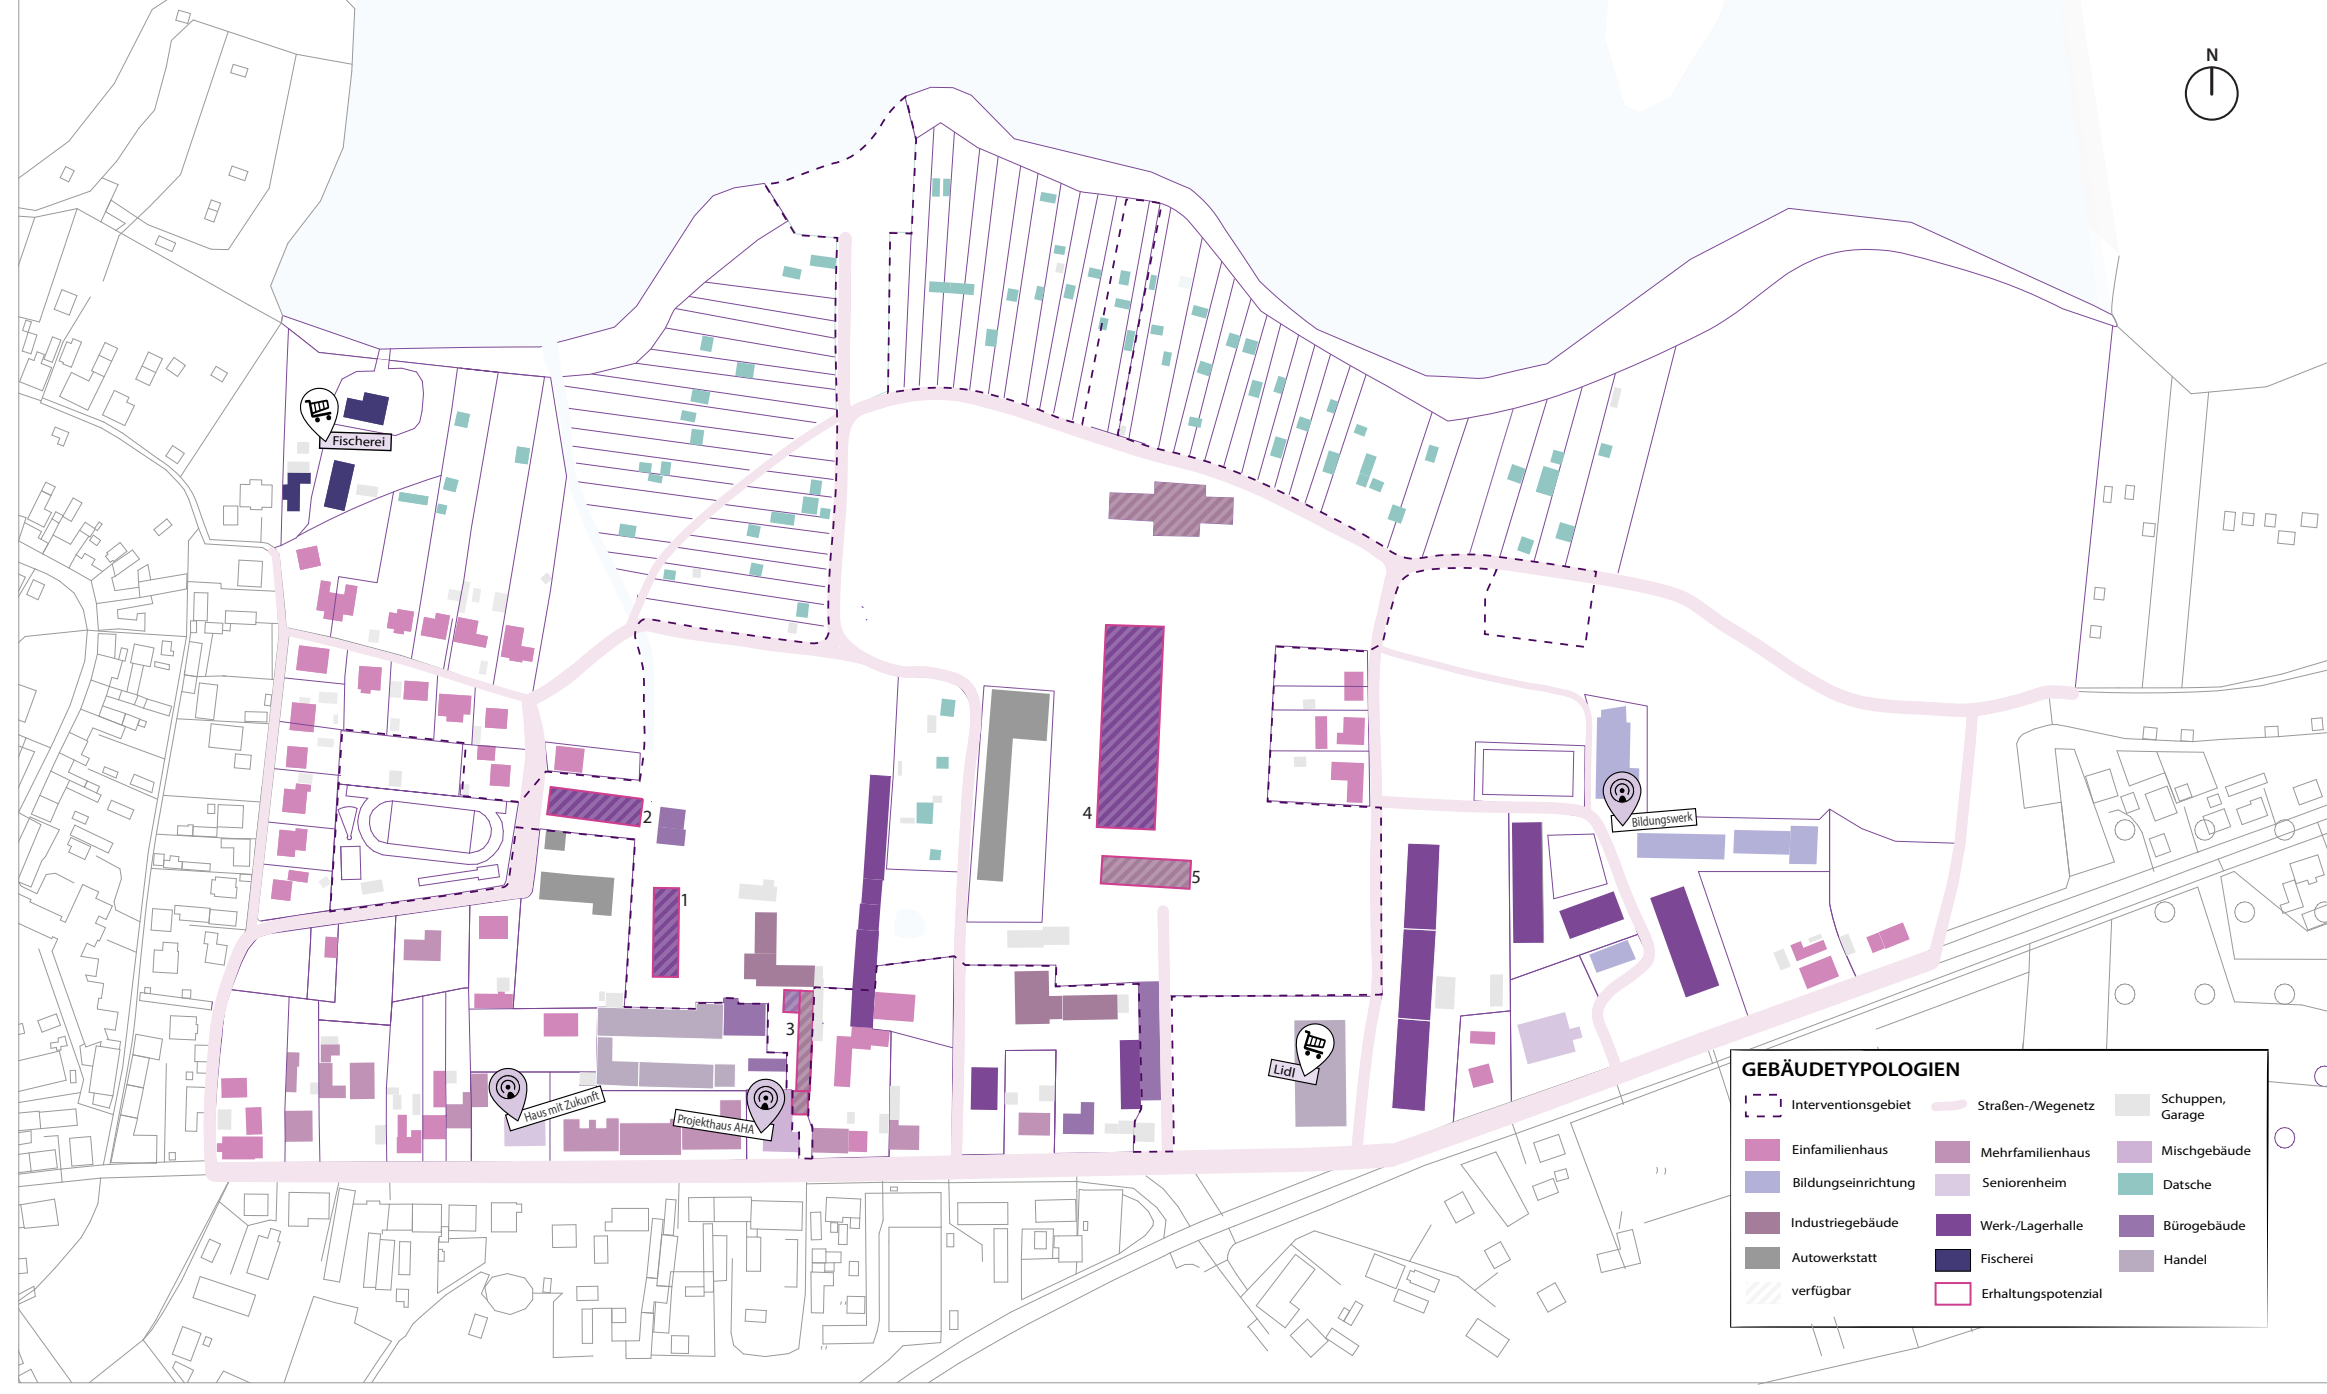 N
Fischerei
2
4
Bildungswerk
5
1
3
Lidl
Haus mit Zukunft
Projekthaus AHA
GEBÄUDETYPOLOGIEN
Interventionsgebiet
Straßen-/Wegenetz
Schuppen,
Garage
Einfamilienhaus
Mehrfamilienhaus
Mischgebäude
Bildungseinrichtung
Seniorenheim
Datsche
Industriegebäude
Werk-/Lagerhalle
Bürogebäude
Autowerkstatt
Fischerei
Handel
verfügbar
Erhaltungspotenzial